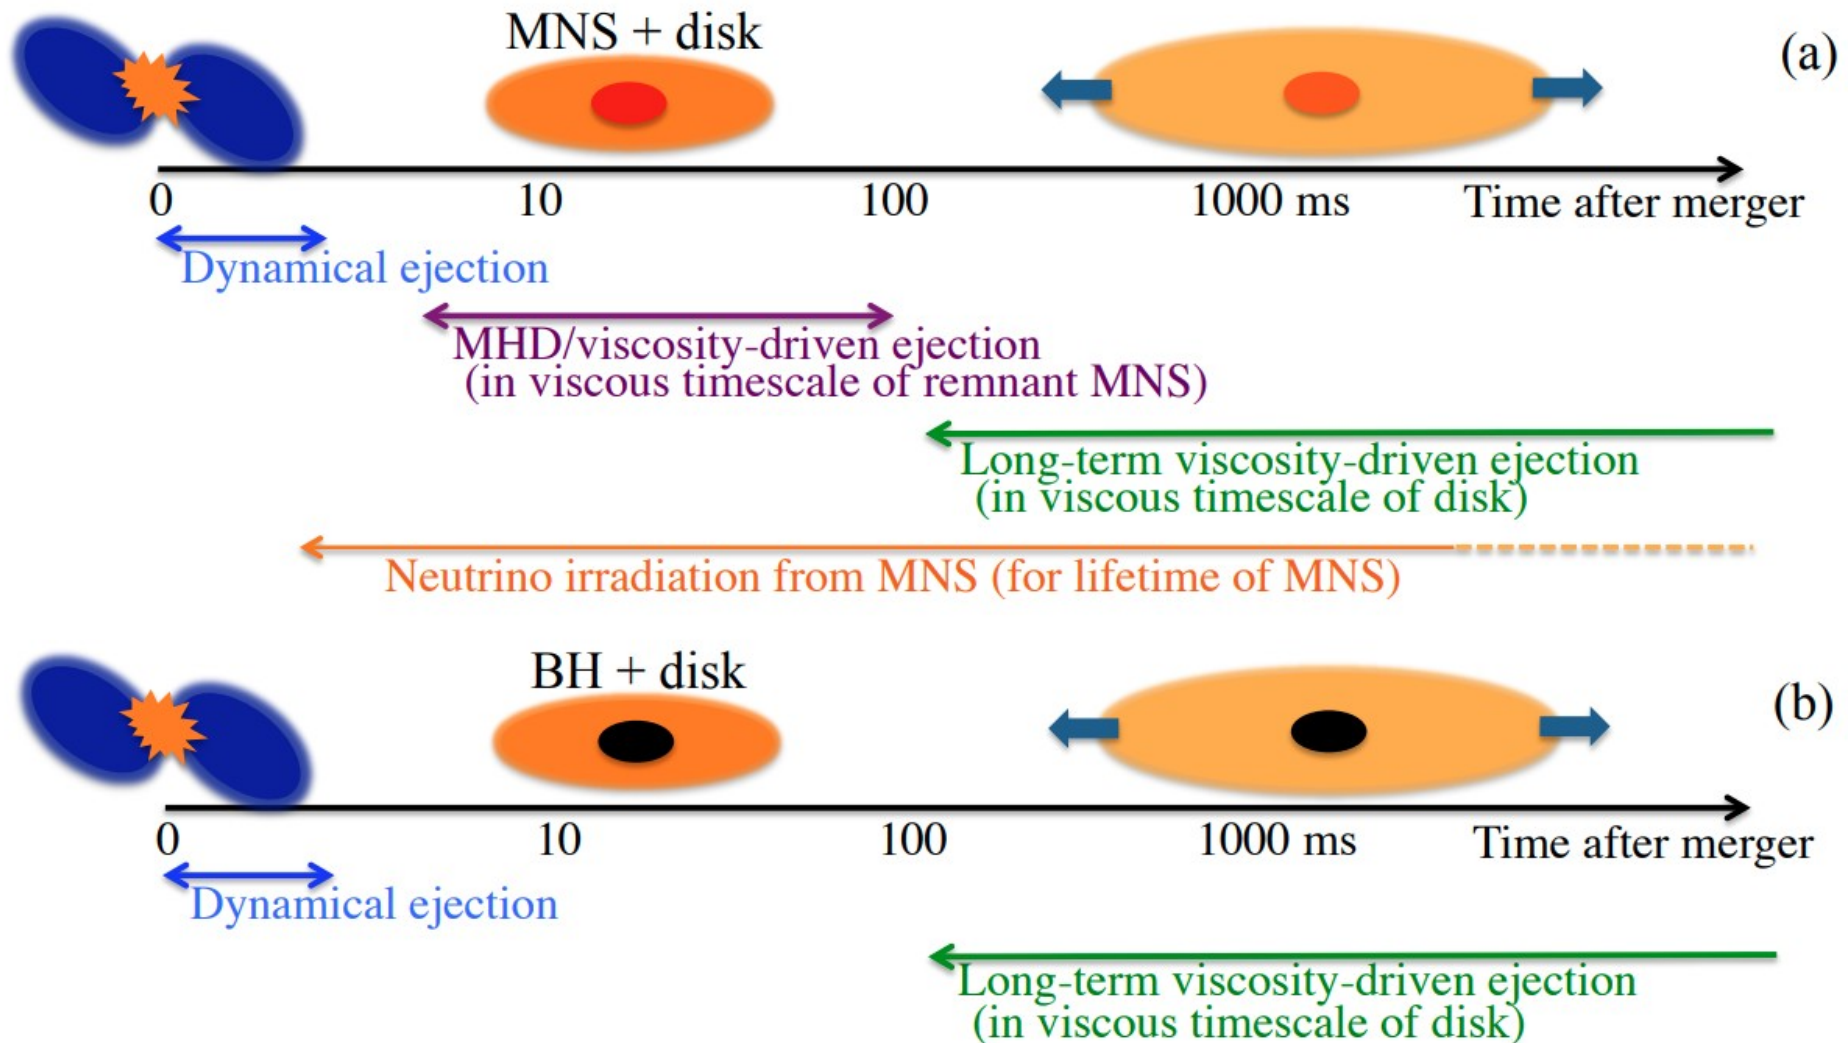 MNS + disk
(a)
0 10 100 1000 ms Time after merger
Dynamical ejection
MHD/viscosity-driven ejection
(in viscous timescale of remnant MNS)
Long-term viscosity-driven ejection
(in viscous timescale of disk)
Neutrino irradiation from MNS (for lifetime of MNS)
BH + disk
(b)
0 10 100 1000 ms Time after merger
Dynamical ejection
Long-term viscosity-driven ejection
(in viscous timescale of disk)